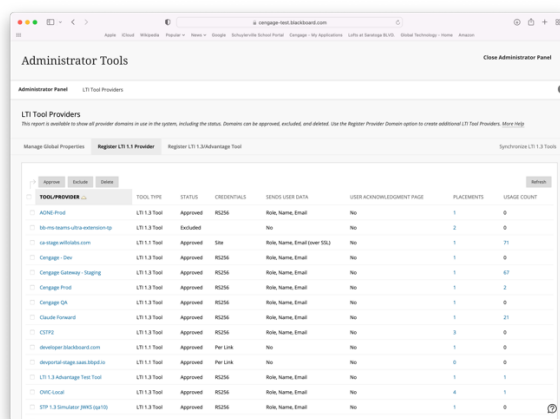 cengage-test.blackboard.com
Apple iCloud Wikipedia Popular News Google Schuylerville School Portal Cengage - My Applications Lofts at Saratoga BLVD. Global Technology - Home Amazon
Administrator Tools
Close Administrator Panel
Administrator Panel LTI Tool Providers
LTI Tool Providers
This report is available to show all provider domains in use in the system, including the status. Domains can be approved, excluded, and deleted. Use the Register Provider Domain option to create additional LTI Tool Providers. More Help
Manage Global Properties Register LTI 1.1 Provider Register LTI 1.3/Advantage Tool Synchronize LTI 1.3 Tools
Approve Exclude Delete Refresh
TOOL/PROVIDER TOOL TYPE STATUS CREDENTIALS SENDS USER DATA USER ACKNOWLEDGMENT PAGE PLACEMENTS USAGE COUNT
AONE-Prod LTI 1.3 Tool Approved RS256 Role, Name, Email No 1 0
bb-ms-teams-ultra-extension-tp LTI 1.3 Tool Excluded No No 2 0
ca-stage.willolabs.com LTI 1.1 Tool Approved Site Role, Name, Email (over SSL) No 1 71
Cengage - Dev LTI 1.3 Tool Approved RS256 Role, Name, Email No 1 0
Cengage Gateway - Staging LTI 1.3 Tool Approved RS256 Role, Name, Email No 1 67
Cengage Prod LTI 1.3 Tool Approved RS256 Role, Name, Email No 1 2
Cengage QA LTI 1.3 Tool Approved RS256 Role, Name, Email No 1 0
Claude Forward LTI 1.3 Tool Approved RS256 Role, Name, Email No 1 21
CSTP2 LTI 1.3 Tool Approved RS256 Role, Name, Email No 3 0
developer.blackboard.com LTI 1.1 Tool Approved Per Link No No 1 0
devportal-stage.saas.bbpd.io LTI 1.1 Tool Approved Per Link No No 0 0
LTI 1.3 Advantage Test Tool LTI 1.3 Tool Approved RS256 Role, Name, Email No 1 1
OVIC-Local LTI 1.3 Tool Approved RS256 Role, Name, Email No 4 1
STP 1.3 Simulator JWKS (qa10) LTI 1.3 Tool Approved RS256 Role, Name, Email No 1 0